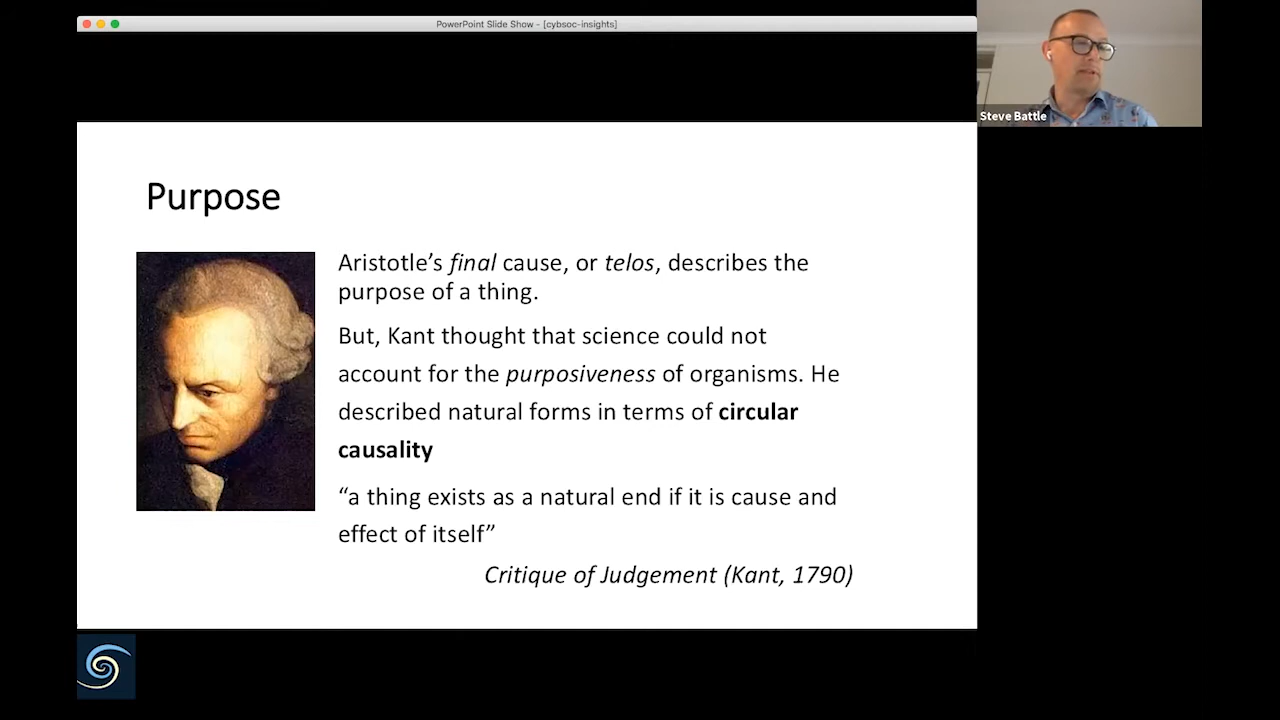 PowerPoint Slide Show - [cybsoc-insights]
Steve Battle
Purpose
Aristotle’s final cause, or telos, describes the
purpose of a thing.
But, Kant thought that science could not
account for the purposiveness of organisms. He
described natural forms in terms of circular
causality
“a thing exists as a natural end if it is cause and
effect of itself”
Critique of Judgement (Kant, 1790)